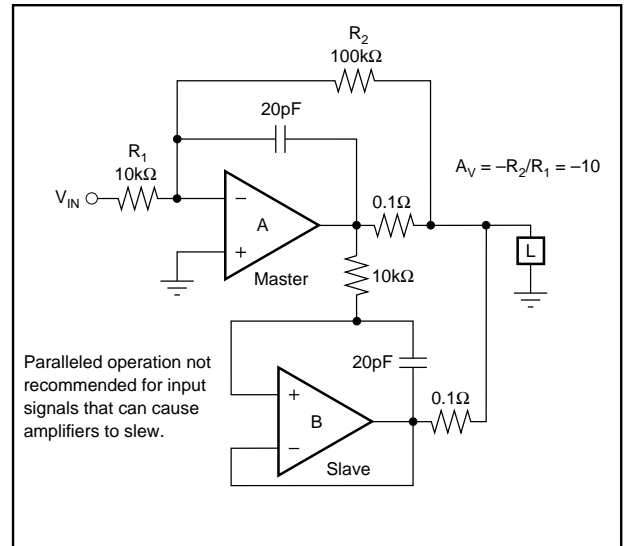 R2
100kΩ
20pF
R1
10kΩ
AV = –R2/R1 = –10
VIN
–
A
+
0.1Ω
L
Master
10kΩ
Paralleled operation not
recommended for input
signals that can cause
amplifiers to slew.
20pF
+
B
–
0.1Ω
Slave